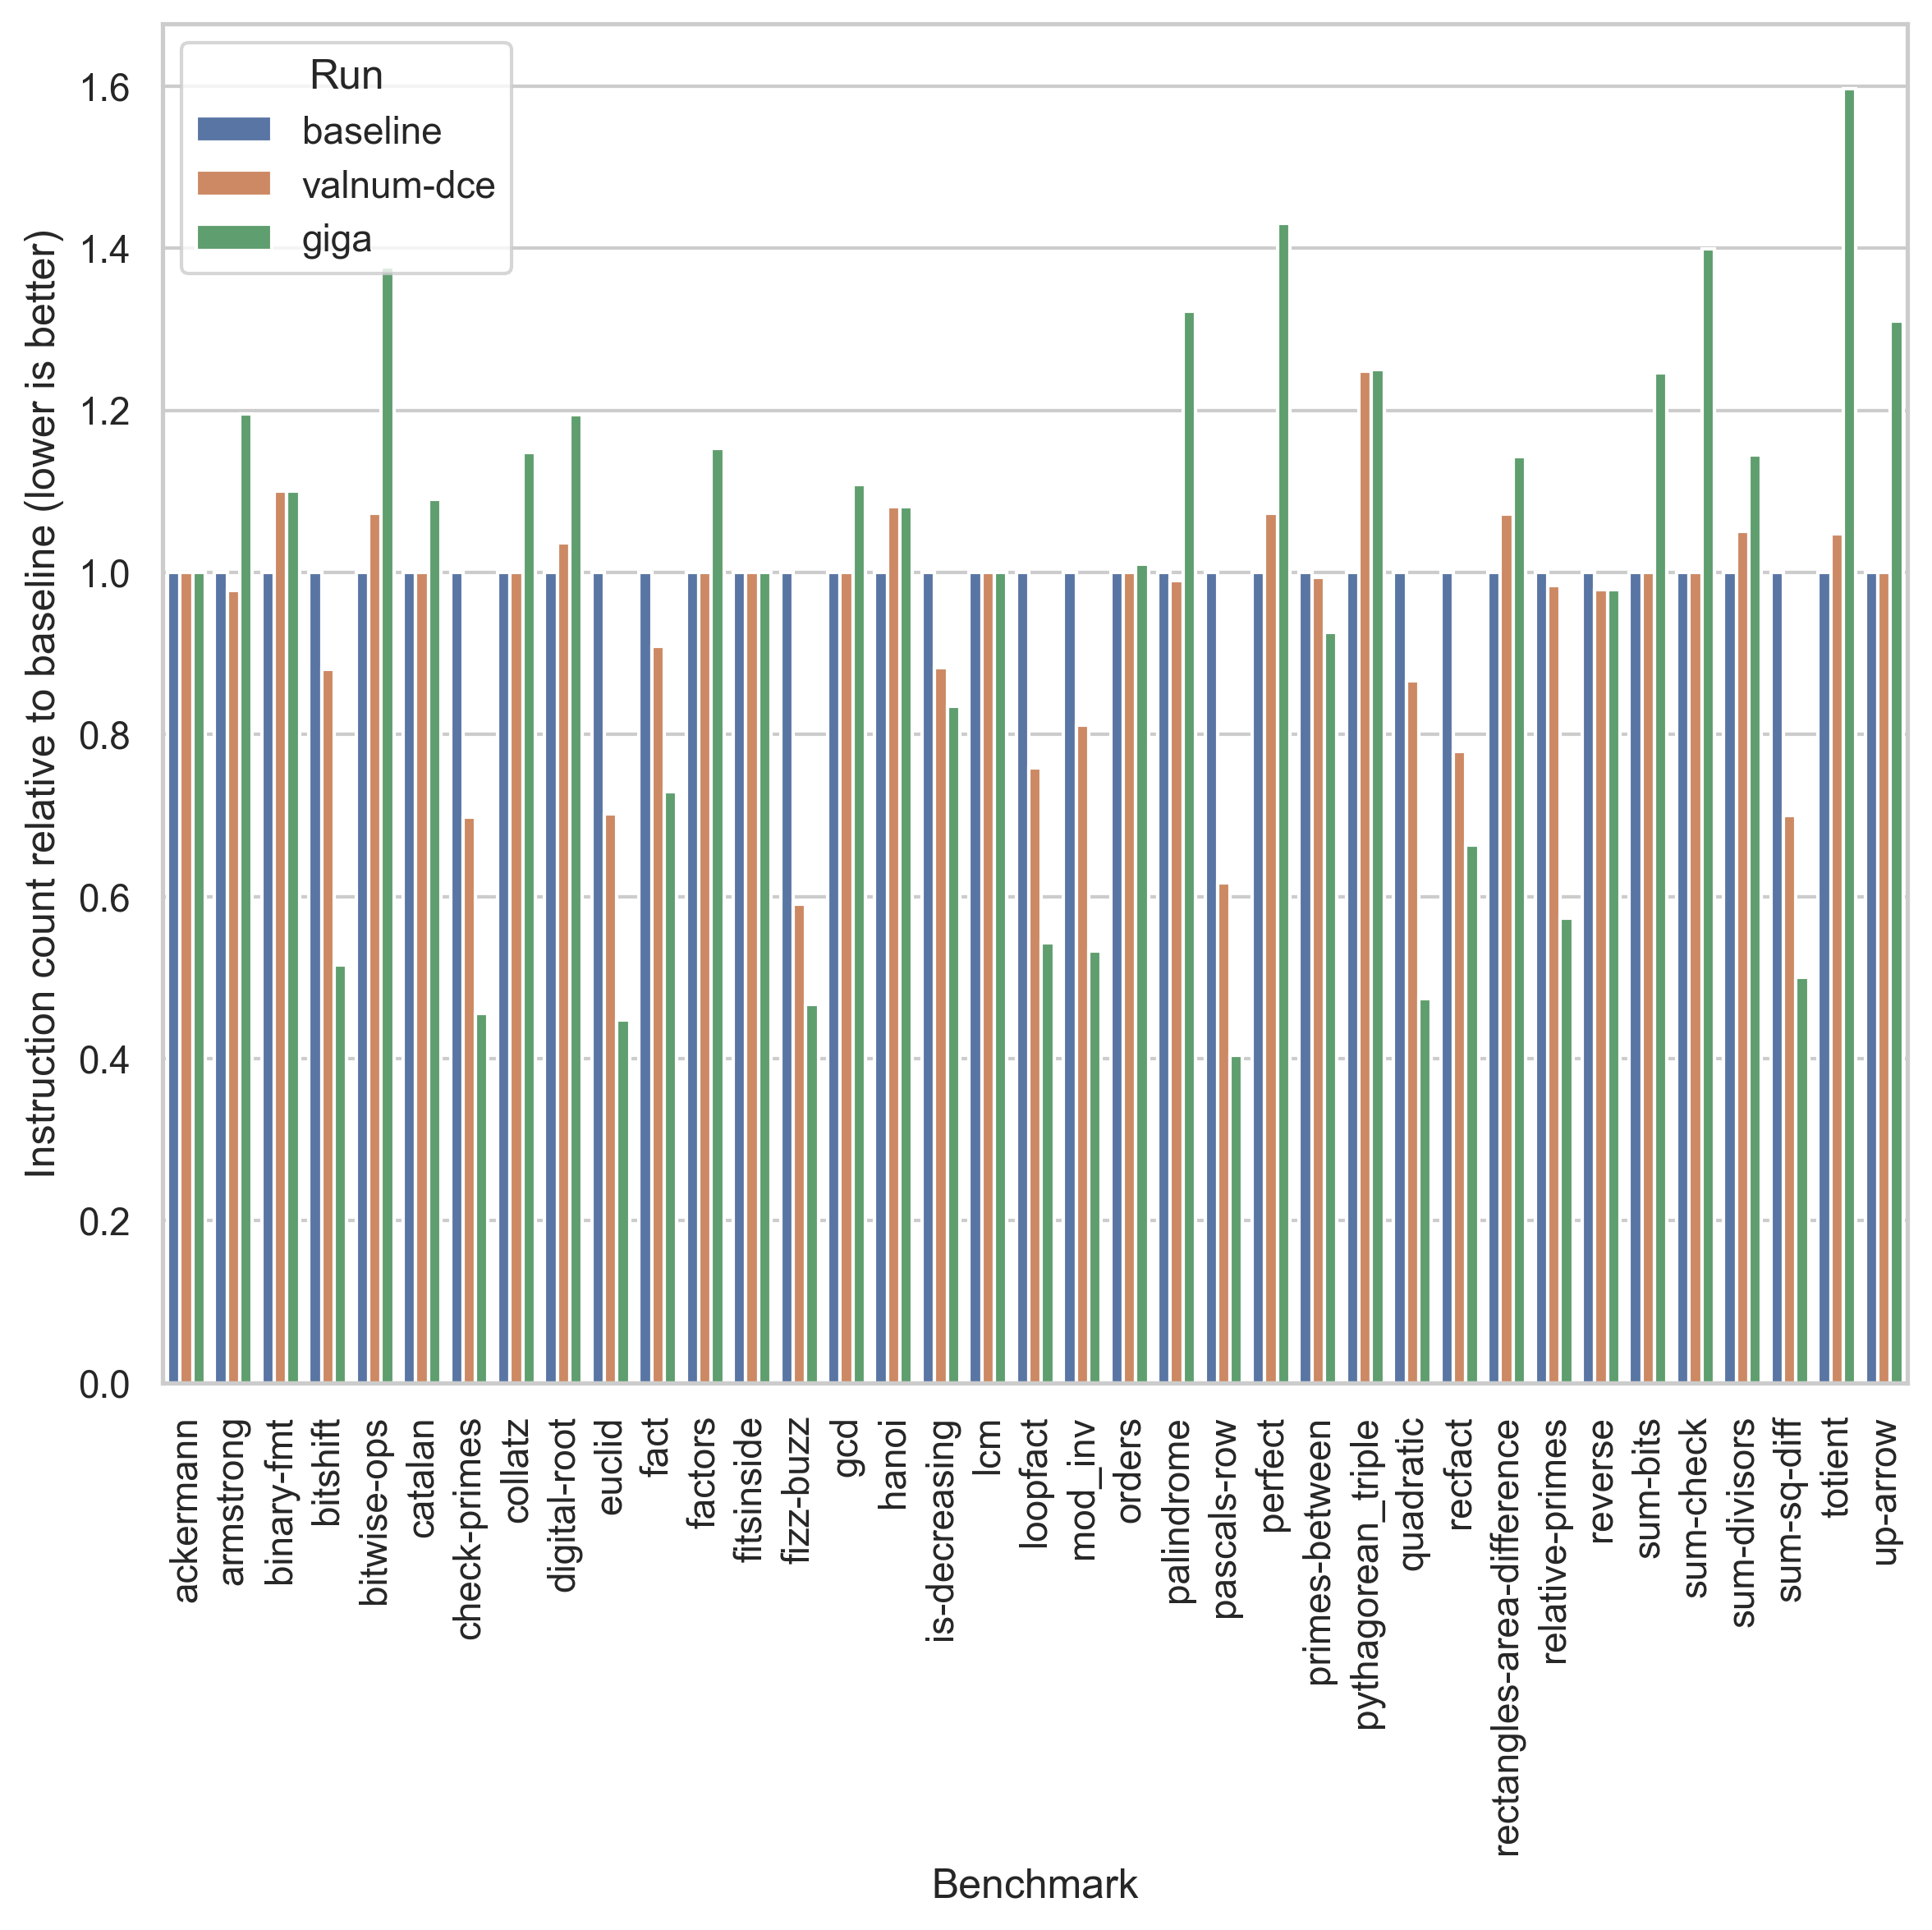 Run
baseline
valnum-dce
giga
Instruction count relative to baseline (lower is better)
1.6
1.4
1.2
1.0
0.8
0.6
0.4
0.2
0.0
ackermann
armstrong
binary-fmt
bitshift
bitwise-ops
catalan
check-primes
collatz
digital-root
euclid
fact
factors
fitsinside
fizz-buzz
gcd
hanoi
is-decreasing
lcm
loopfact
mod_inv
orders
palindrome
pascals-row
perfect
primes-between
pythagorean_triple
quadratic
recfact
rectangles-area-difference
relative-primes
reverse
sum-bits
sum-check
sum-divisors
sum-sq-diff
totient
up-arrow
Benchmark